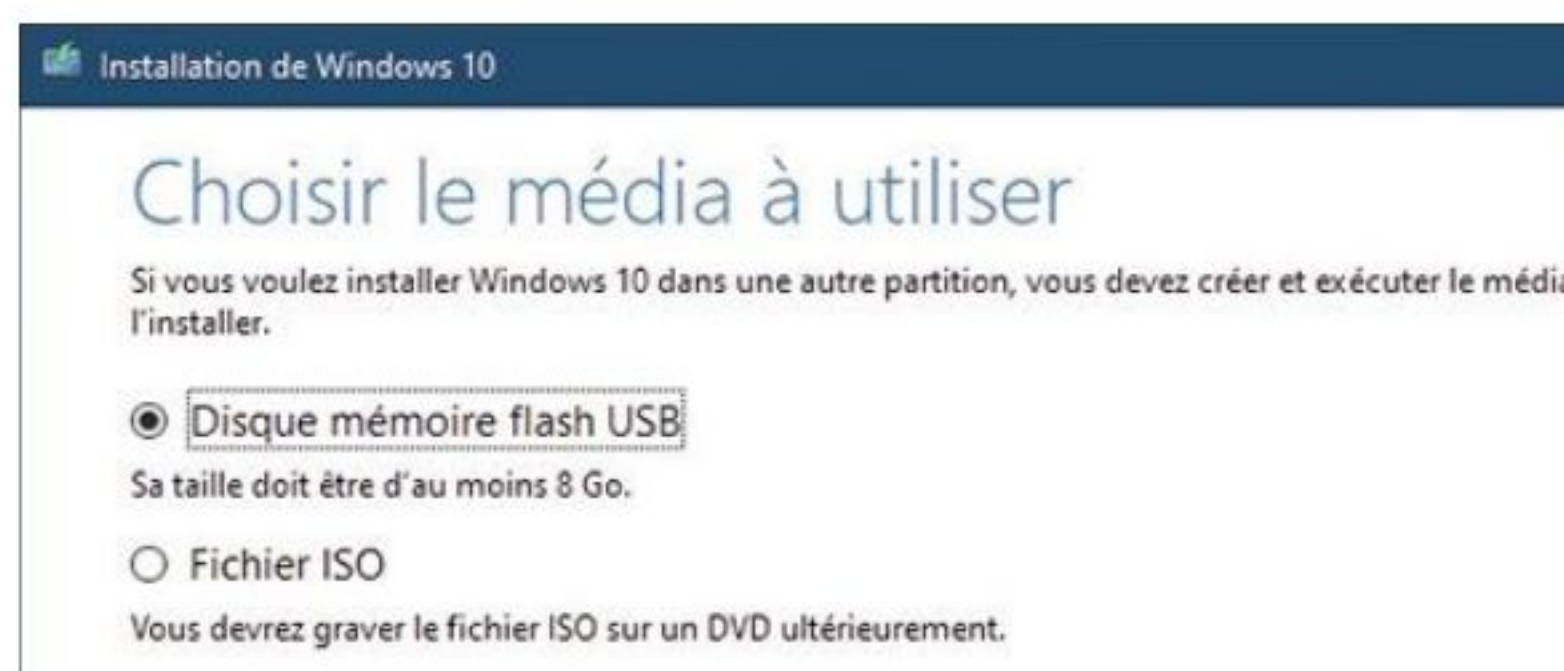 Installation de Windows 10
Choisir le média à utiliser
Si vous voulez installer Windows 10 dans une autre partition, vous devez créer et exécuter le média
l'installer.
Disque mémoire flash USB
Sa taille doit être d'au moins 8 Go.
Fichier ISO
Vous devrez graver le fichier ISO sur un DVD ultérieurement.